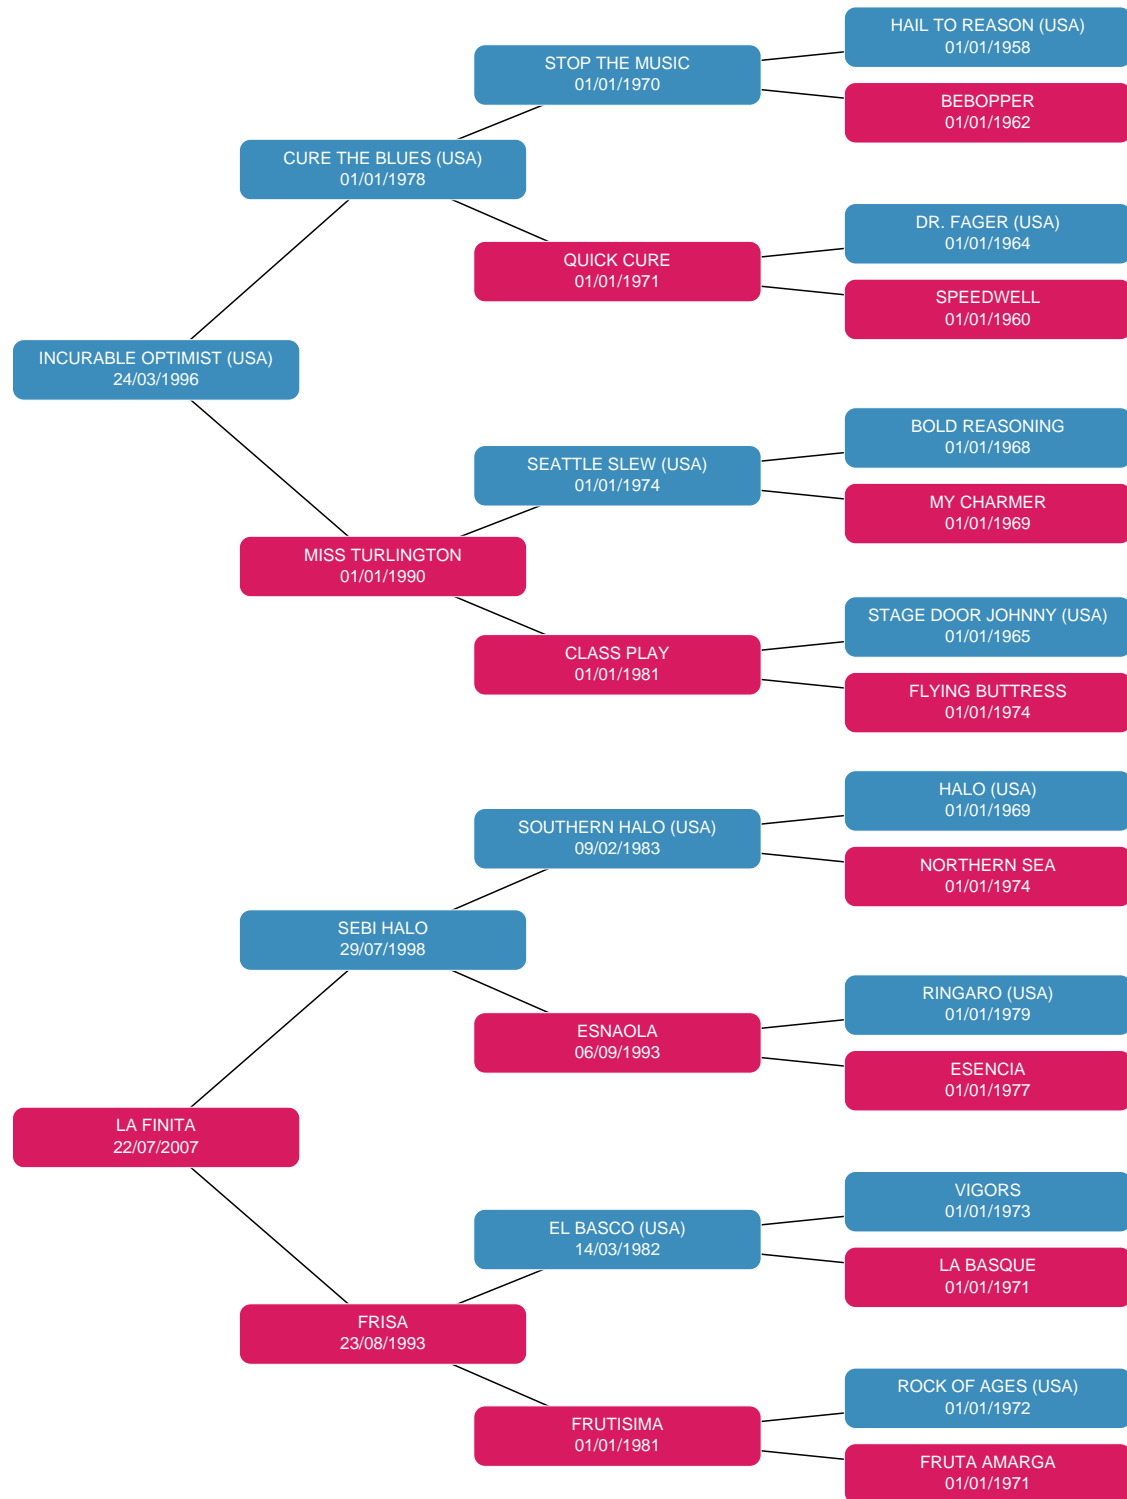 HAIL TO REASON (USA)
01/01/1958
STOP THE MUSIC
01/01/1970
BEBOPPER
01/01/1962
CURE THE BLUES (USA)
01/01/1978
DR. FAGER (USA)
01/01/1964
QUICK CURE
01/01/1971
SPEEDWELL
01/01/1960
INCURABLE OPTIMIST (USA)
24/03/1996
BOLD REASONING
01/01/1968
SEATTLE SLEW (USA)
01/01/1974
MY CHARMER
01/01/1969
MISS TURLINGTON
01/01/1990
STAGE DOOR JOHNNY (USA)
01/01/1965
CLASS PLAY
01/01/1981
FLYING BUTTRESS
01/01/1974
HALO (USA)
01/01/1969
SOUTHERN HALO (USA)
09/02/1983
NORTHERN SEA
01/01/1974
SEBI HALO
29/07/1998
RINGARO (USA)
01/01/1979
ESNAOLA
06/09/1993
ESENCIA
01/01/1977
LA FINITA
22/07/2007
VIGORS
01/01/1973
EL BASCO (USA)
14/03/1982
LA BASQUE
01/01/1971
FRISA
23/08/1993
ROCK OF AGES (USA)
01/01/1972
FRUTISIMA
01/01/1981
FRUTA AMARGA
01/01/1971